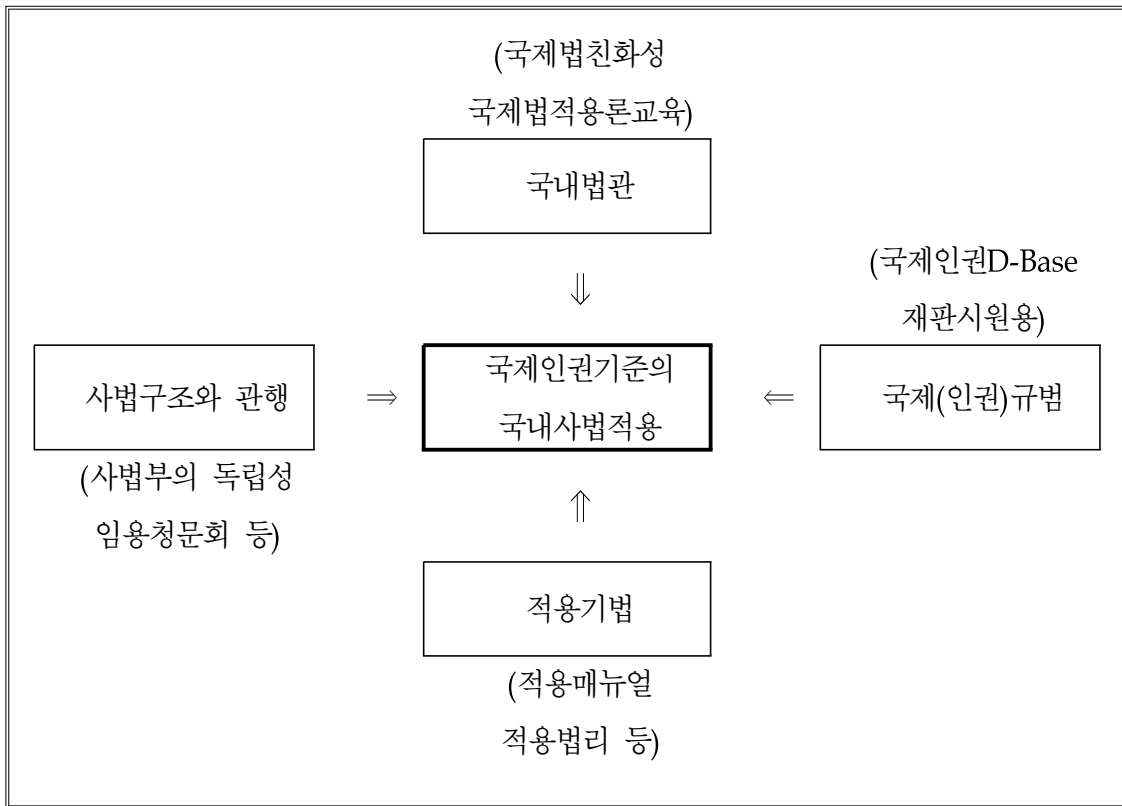 (국제법친화성
국제법적용론교육)
국내법관
(국제인권D-Base
재판시원용)
⇓
사법구조와 관행
⇒
국제인권기준의
국내사법적용
⇐
국제(인권)규범
(사법부의 독립성
임용청문회 등)
⇑
적용기법
(적용매뉴얼
적용법리 등)